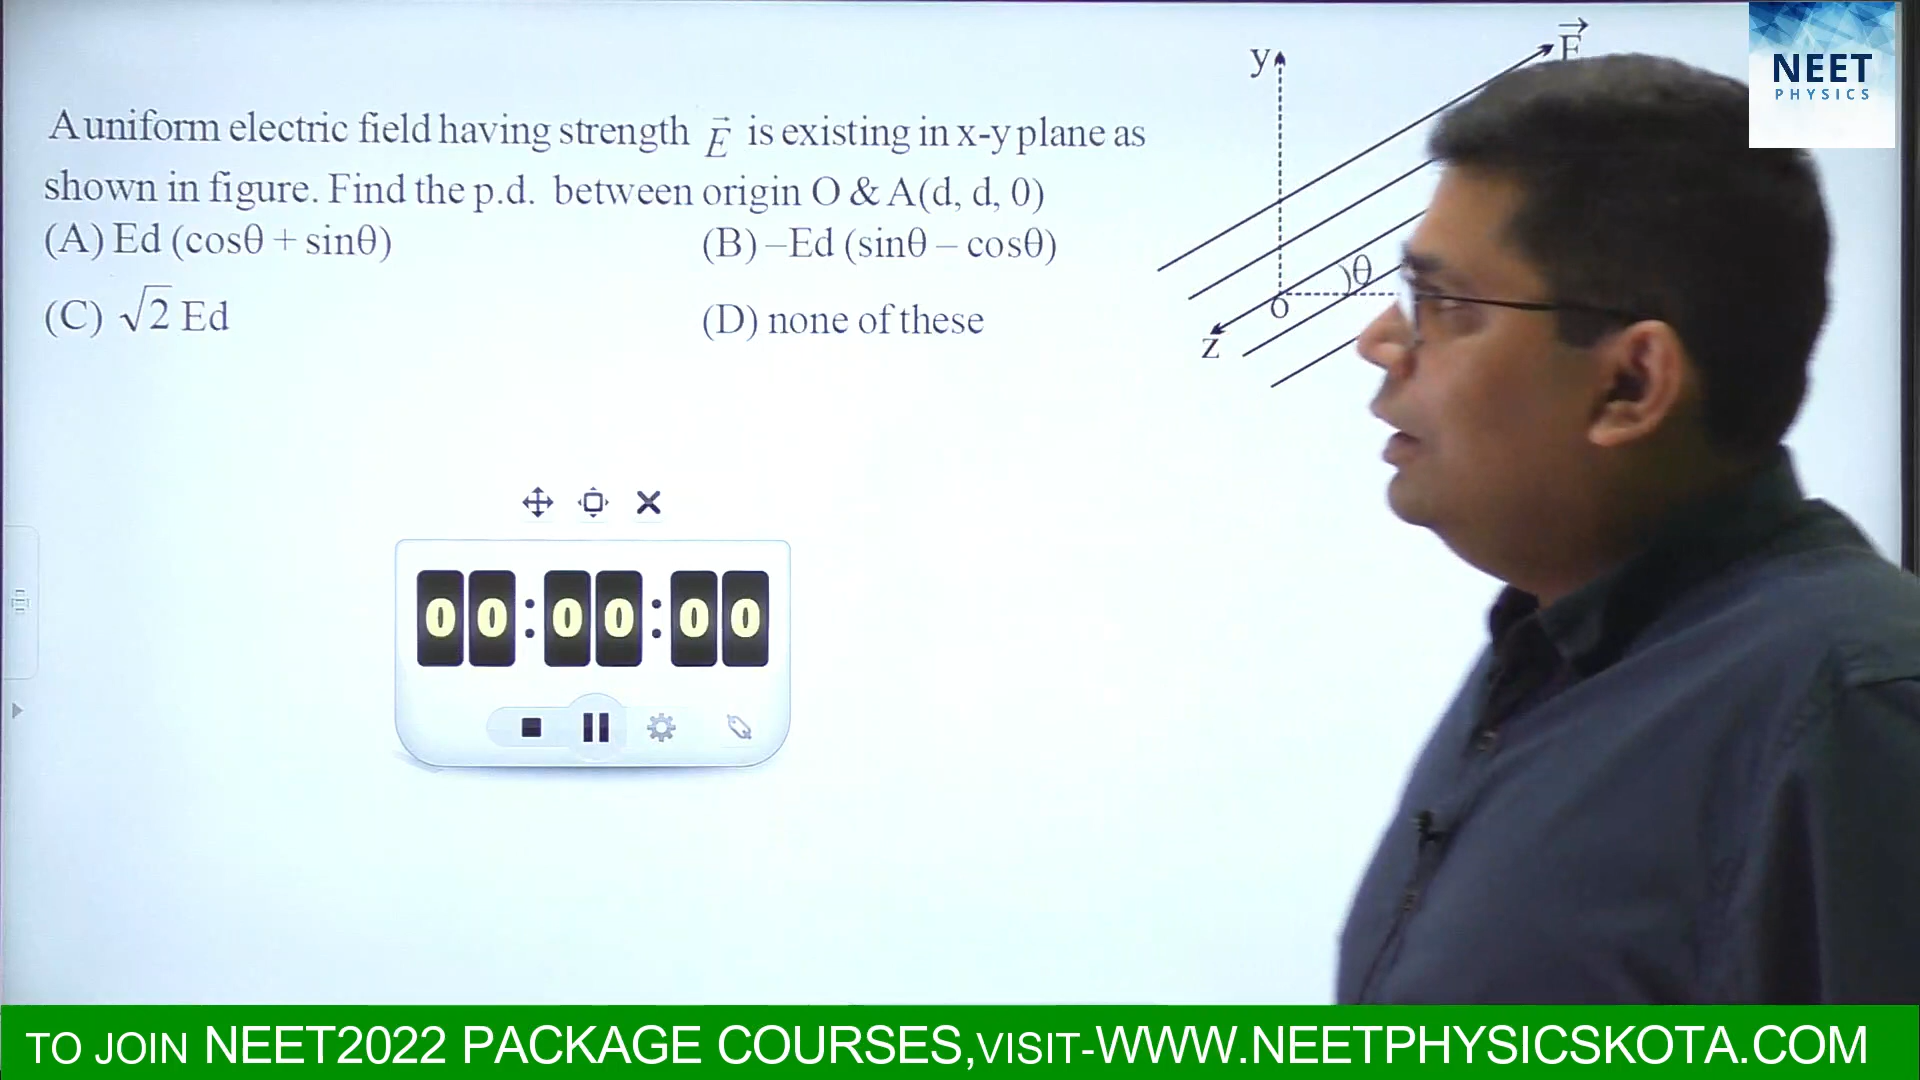 A uniform electric field having strength E⃗ is existing in x-y plane as
shown in figure. Find the p.d. between origin O & A(d, d, 0)
(A) Ed (cosθ + sinθ)
(B) –Ed (sinθ – cosθ)
(C) √2 Ed
(D) none of these
y
E⃗
θ
O
z
NEET
PHYSICS
00:00:00
TO JOIN NEET2022 PACKAGE COURSES,VISIT-WWW.NEETPHYSICSKOTA.COM